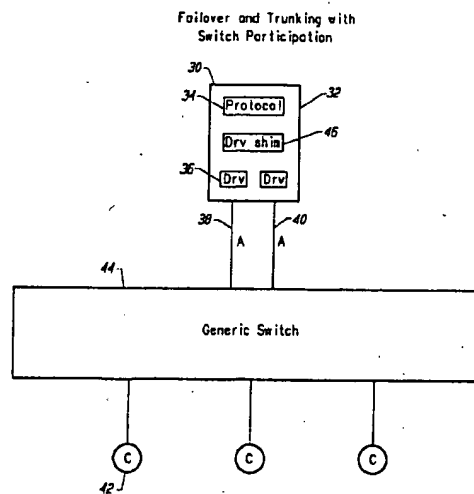 Failover and Trunking with
Switch Participation
30
34
Protocol
32
Drv shim
46
36
Drv
Drv
38
A
A
40
44
Generic Switch
C
C
C
42